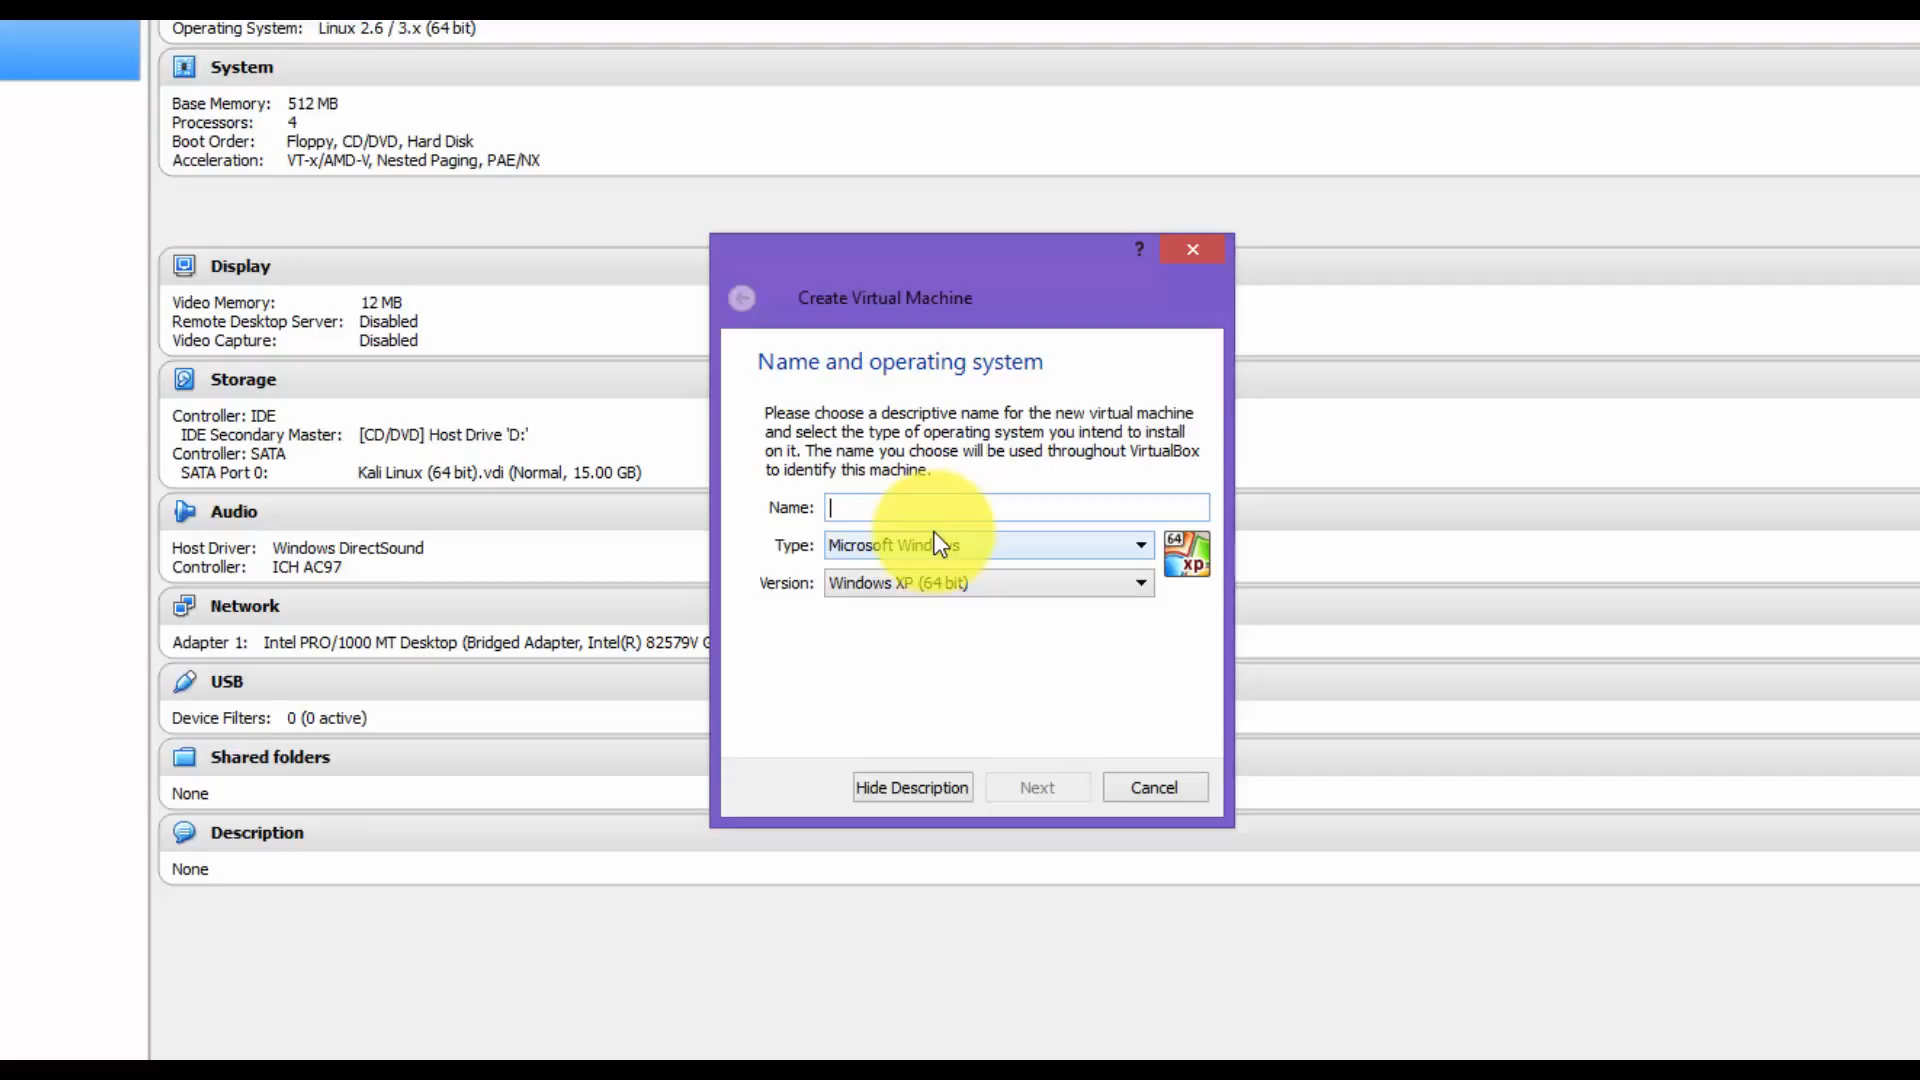 Operating System: Linux 2.6 / 3.x (64 bit)
System
Base Memory: 512 MB
Processors: 4
Boot Order: Floppy, CD/DVD, Hard Disk
Acceleration: VT-x/AMD-V, Nested Paging, PAE/NX
Display
Video Memory: 12 MB
Remote Desktop Server: Disabled
Video Capture: Disabled
Storage
Controller: IDE
IDE Secondary Master: [CD/DVD] Host Drive 'D:'
Controller: SATA
SATA Port 0: Kali Linux (64 bit).vdi (Normal, 15.00 GB)
Audio
Host Driver: Windows DirectSound
Controller: ICH AC97
Network
Adapter 1: Intel PRO/1000 MT Desktop (Bridged Adapter, Intel(R) 82579V G
USB
Device Filters: 0 (0 active)
Shared folders
None
Description
None
?
Create Virtual Machine
Name and operating system
Please choose a descriptive name for the new virtual machine
and select the type of operating system you intend to install
on it. The name you choose will be used throughout VirtualBox
to identify this machine.
Name:
Type: Microsoft Windows
64
xp
Version: Windows XP (64 bit)
Hide Description Next Cancel